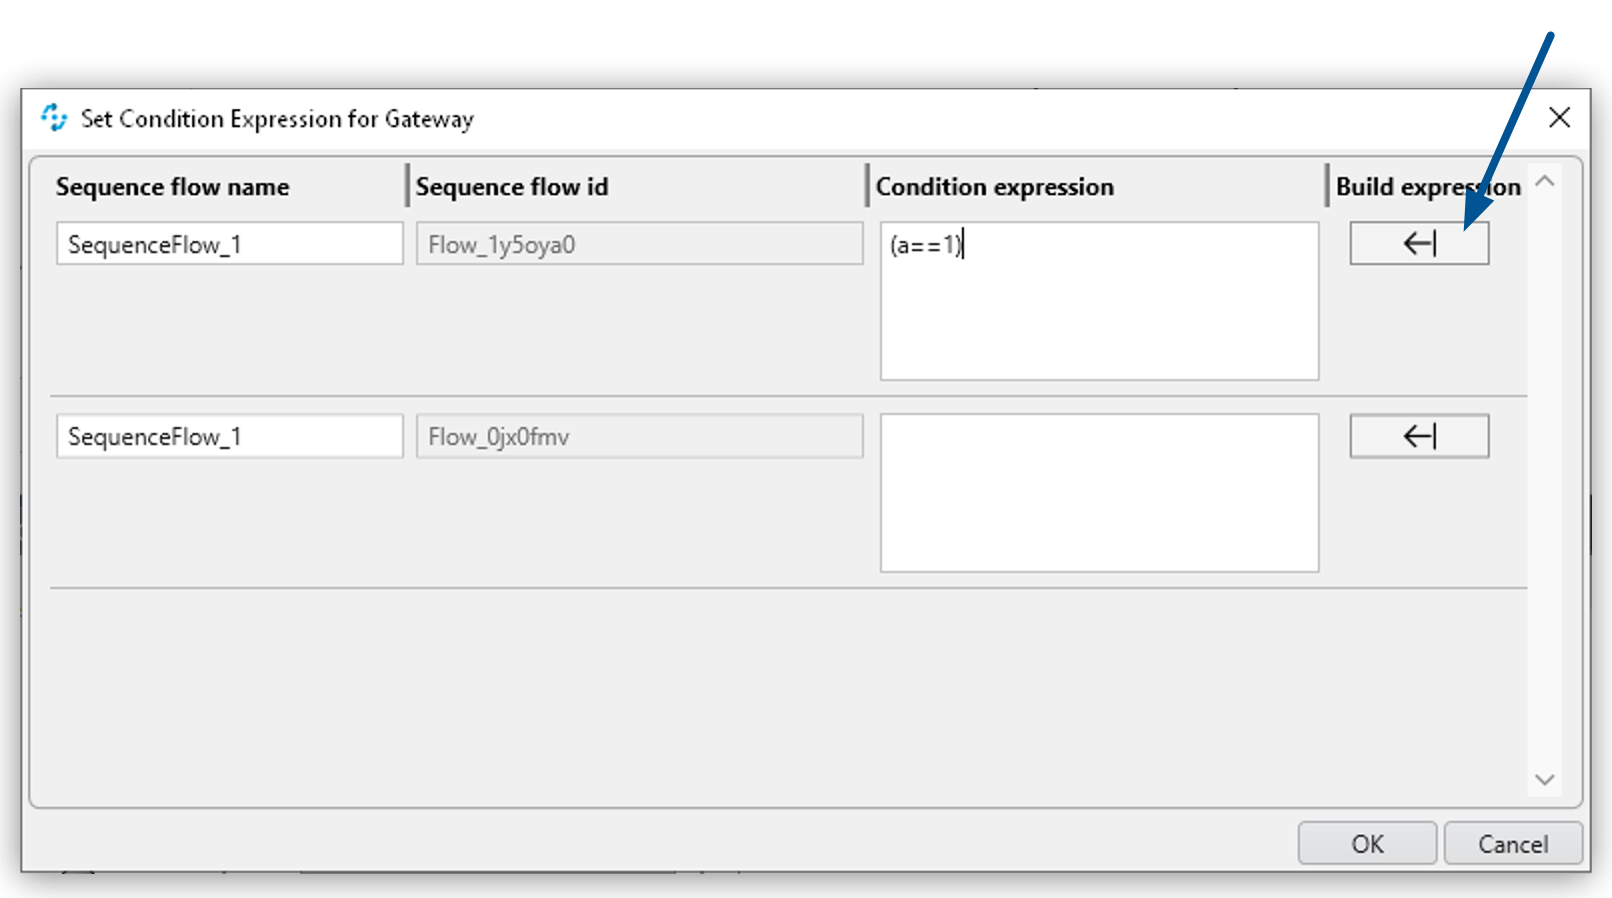 Set Condition Expression for Gateway
Sequence flow name Sequence flow id Condition expression Build expression
SequenceFlow_1 Flow_1y5oya0 (a==1)
SequenceFlow_1 Flow_0jx0fmv
OK Cancel